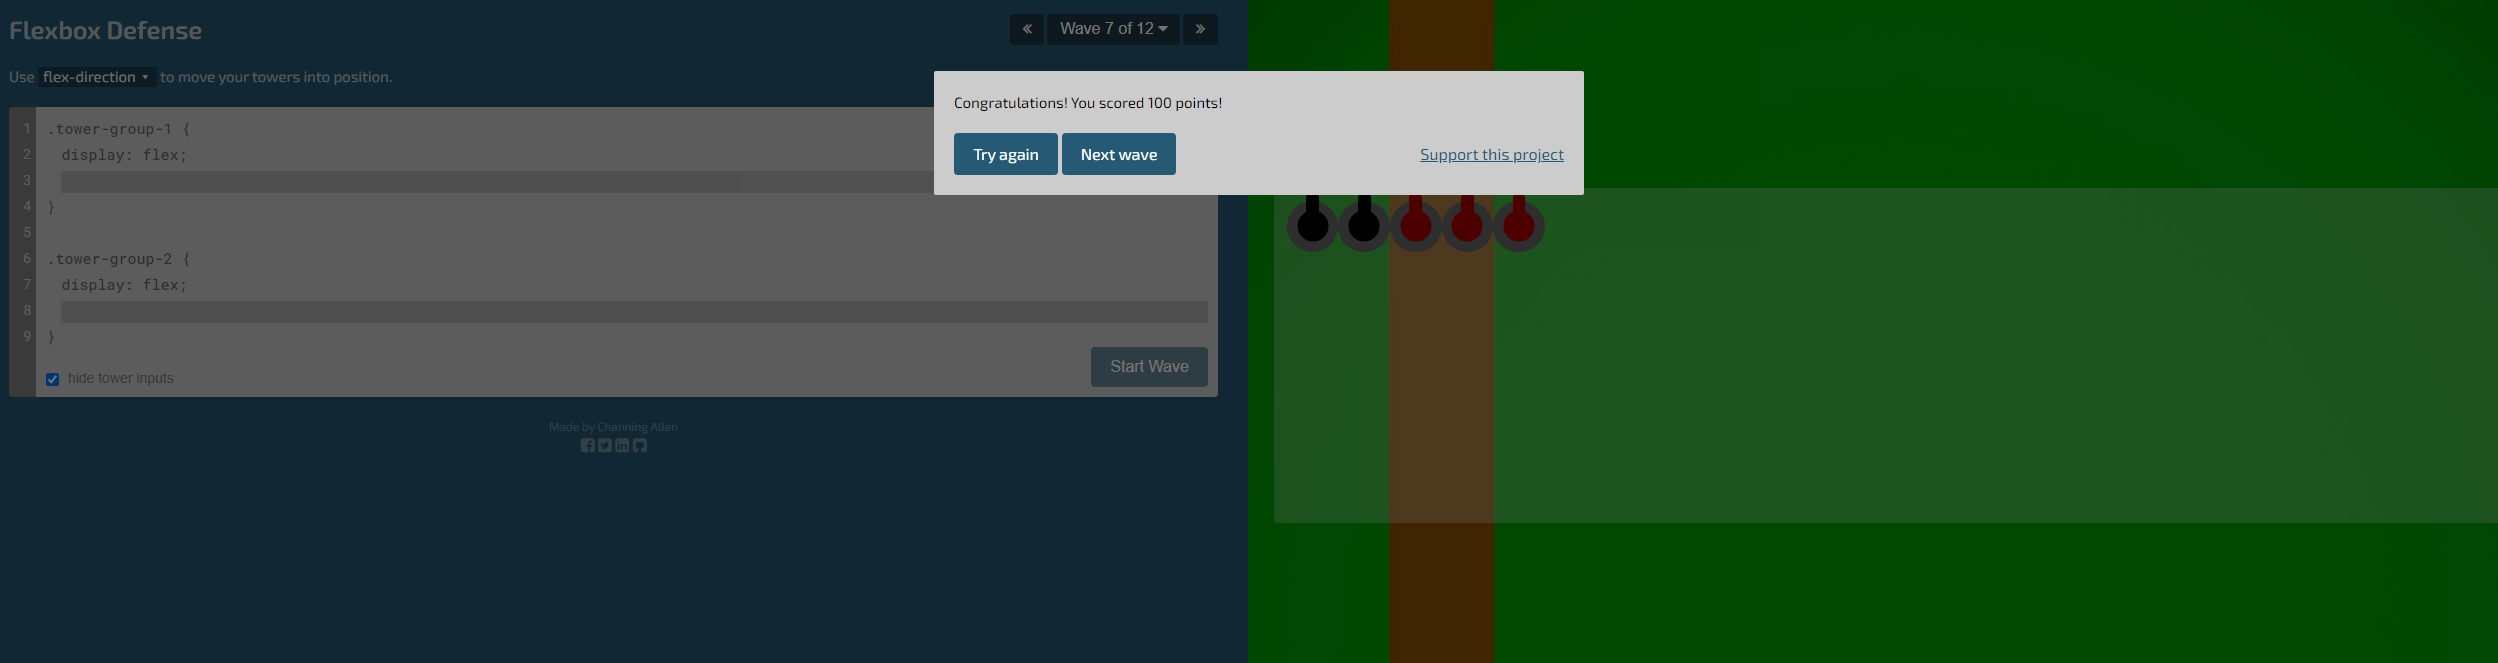 Flexbox Defense
« Wave 7 of 12 »
Use flex-direction to move your towers into position.
Congratulations! You scored 100 points!
Try again Next wave Support this project
1 .tower-group-1 {
2 display: flex;
3
4 }
5
6 .tower-group-2 {
7 display: flex;
8
9 }
hide tower inputs
Start Wave
Made by Channing Allen